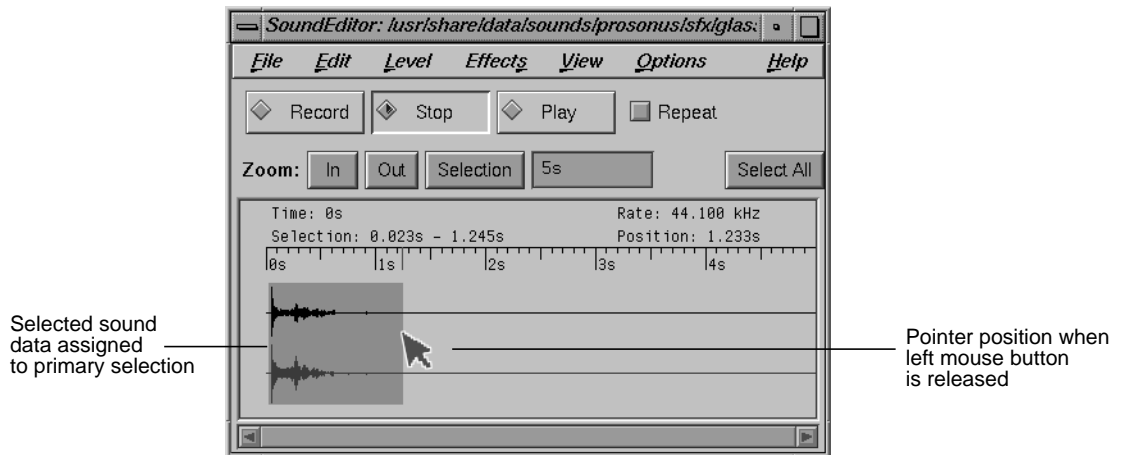 SoundEditor: /usr/share/data/sounds/prosonus/sfx/glas
File Edit Level Effects View Options Help
Record Stop Play Repeat
Zoom: In Out Selection 5s Select All
Time: 0s Rate: 44.100 kHz
Selection: 0.023s – 1.245s Position: 1.233s
0s 1s 2s 3s 4s
Selected sound
data assigned
to primary selection
Pointer position when
left mouse button
is released